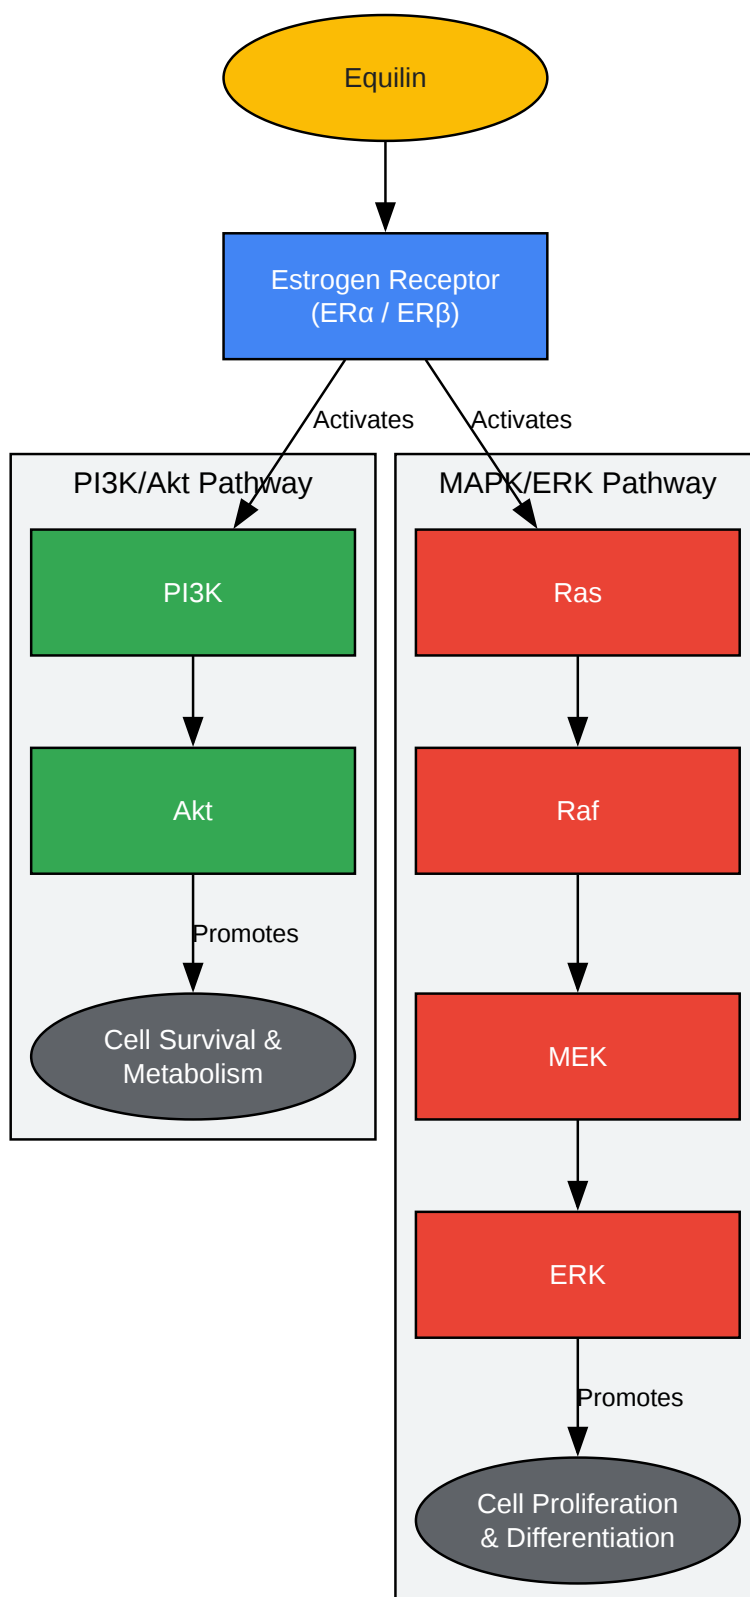 Equilin
Estrogen Receptor
(ERα / ERβ)
Activates
Activates
PI3K/Akt Pathway
MAPK/ERK Pathway
PI3K
Ras
Akt
Raf
Promotes
Cell Survival &
Metabolism
MEK
ERK
Promotes
Cell Proliferation
& Differentiation